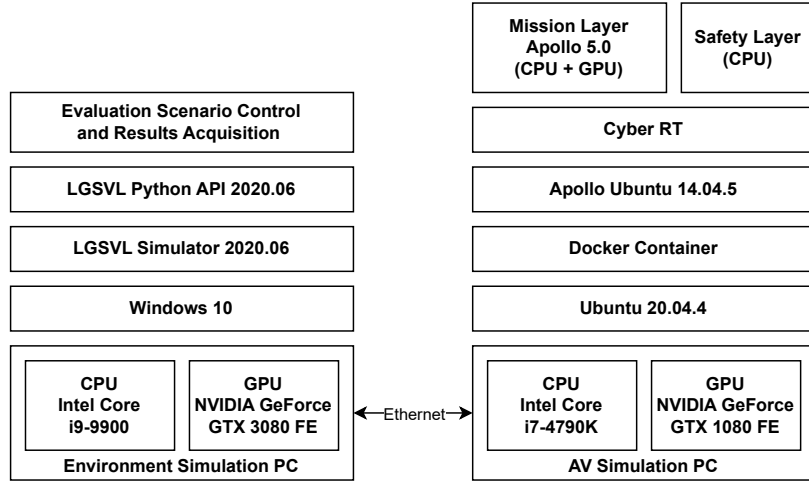 Mission Layer
Apollo 5.0
(CPU + GPU)
Safety Layer
(CPU)
Evaluation Scenario Control
and Results Acquisition
Cyber RT
LGSVL Python API 2020.06
Apollo Ubuntu 14.04.5
LGSVL Simulator 2020.06
Docker Container
Windows 10
Ubuntu 20.04.4
CPU
Intel Core
i9-9900
GPU
NVIDIA GeForce
GTX 3080 FE
Environment Simulation PC
Ethernet
CPU
Intel Core
i7-4790K
GPU
NVIDIA GeForce
GTX 1080 FE
AV Simulation PC